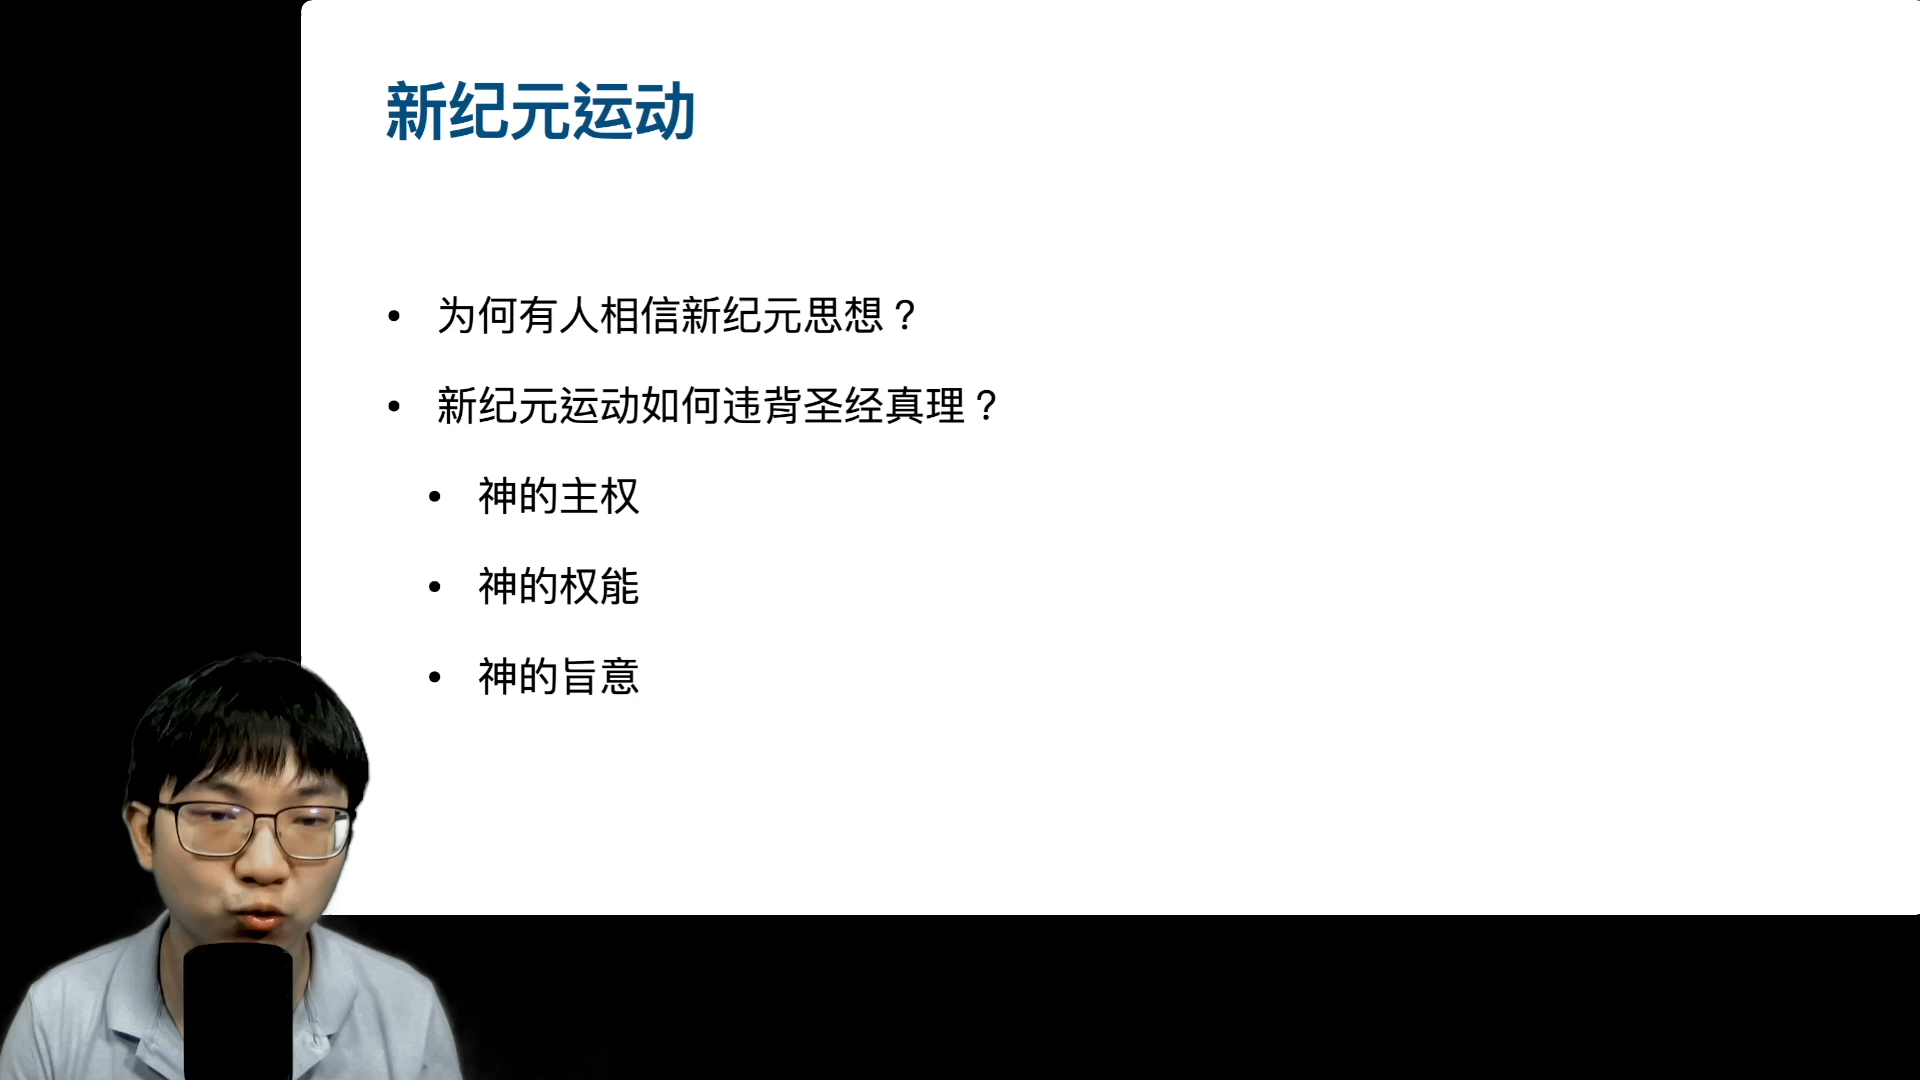 新纪元运动
• 为何有人相信新纪元思想？
• 新纪元运动如何违背圣经真理？
• 神的主权
• 神的权能
• 神的旨意